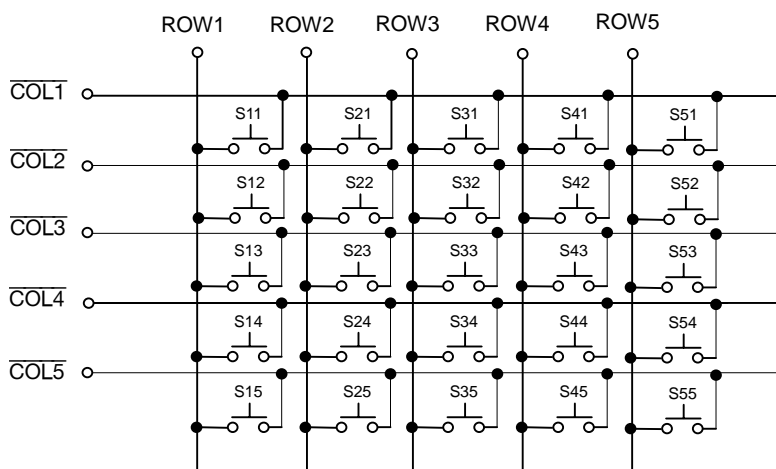 ROW1 ROW2 ROW3 ROW4 ROW5
COL1
S11 S21 S31 S41 S51
COL2
S12 S22 S32 S42 S52
COL3
S13 S23 S33 S43 S53
COL4
S14 S24 S34 S44 S54
COL5
S15 S25 S35 S45 S55